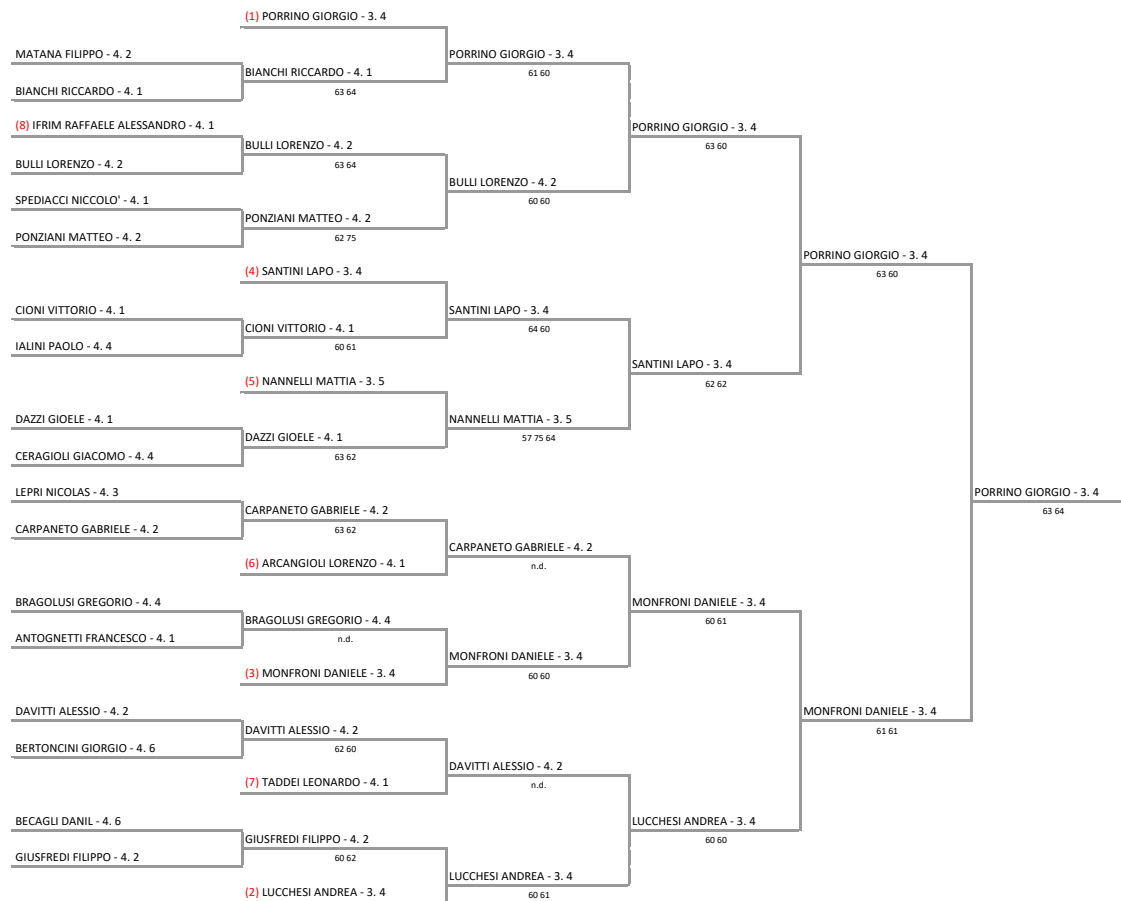 (1) PORRINO GIORGIO - 3. 4
MATANA FILIPPO - 4. 2
PORRINO GIORGIO - 3. 4
61 60
BIANCHI RICCARDO - 4. 1
BIANCHI RICCARDO - 4. 1
63 64
(8) IFRIM RAFFAELE ALESSANDRO - 4. 1
PORRINO GIORGIO - 3. 4
63 60
BULLI LORENZO - 4. 2
63 64
BULLI LORENZO - 4. 2
BULLI LORENZO - 4. 2
60 60
SPEDIACCI NICCOLO' - 4. 1
PONZIANI MATTEO - 4. 2
62 75
PONZIANI MATTEO - 4. 2
PORRINO GIORGIO - 3. 4
63 60
(4) SANTINI LAPO - 3. 4
CIONI VITTORIO - 4. 1
SANTINI LAPO - 3. 4
64 60
CIONI VITTORIO - 4. 1
60 61
IALINI PAOLO - 4. 4
SANTINI LAPO - 3. 4
62 62
(5) NANNELLI MATTIA - 3. 5
DAZZI GIOELE - 4. 1
NANNELLI MATTIA - 3. 5
57 75 64
DAZZI GIOELE - 4. 1
63 62
CERAGIOLI GIACOMO - 4. 4
LEPRI NICOLAS - 4. 3
PORRINO GIORGIO - 3. 4
63 64
CARPANETO GABRIELE - 4. 2
63 62
CARPANETO GABRIELE - 4. 2
CARPANETO GABRIELE - 4. 2
n.d.
(6) ARCANGIOLI LORENZO - 4. 1
BRAGOLUSI GREGORIO - 4. 4
MONFRONI DANIELE - 3. 4
60 61
BRAGOLUSI GREGORIO - 4. 4
n.d.
ANTOGNETTI FRANCESCO - 4. 1
MONFRONI DANIELE - 3. 4
60 60
(3) MONFRONI DANIELE - 3. 4
DAVITTI ALESSIO - 4. 2
MONFRONI DANIELE - 3. 4
61 61
DAVITTI ALESSIO - 4. 2
62 60
BERTONCINI GIORGIO - 4. 6
DAVITTI ALESSIO - 4. 2
n.d.
(7) TADDEI LEONARDO - 4. 1
BECAGLI DANIL - 4. 6
LUCCHESI ANDREA - 3. 4
60 60
GIUSFREDI FILIPPO - 4. 2
60 62
GIUSFREDI FILIPPO - 4. 2
LUCCHESI ANDREA - 3. 4
60 61
(2) LUCCHESI ANDREA - 3. 4